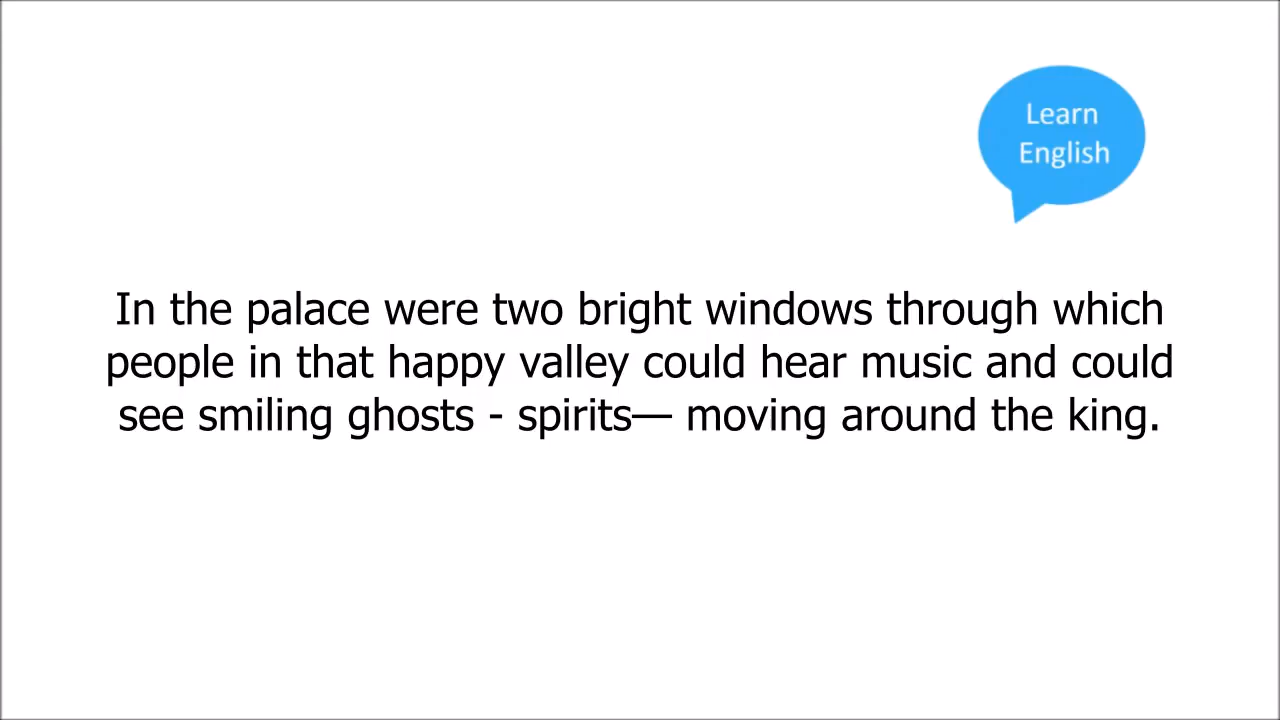 Learn
English
In the palace were two bright windows through which
people in that happy valley could hear music and could
see smiling ghosts - spirits— moving around the king.